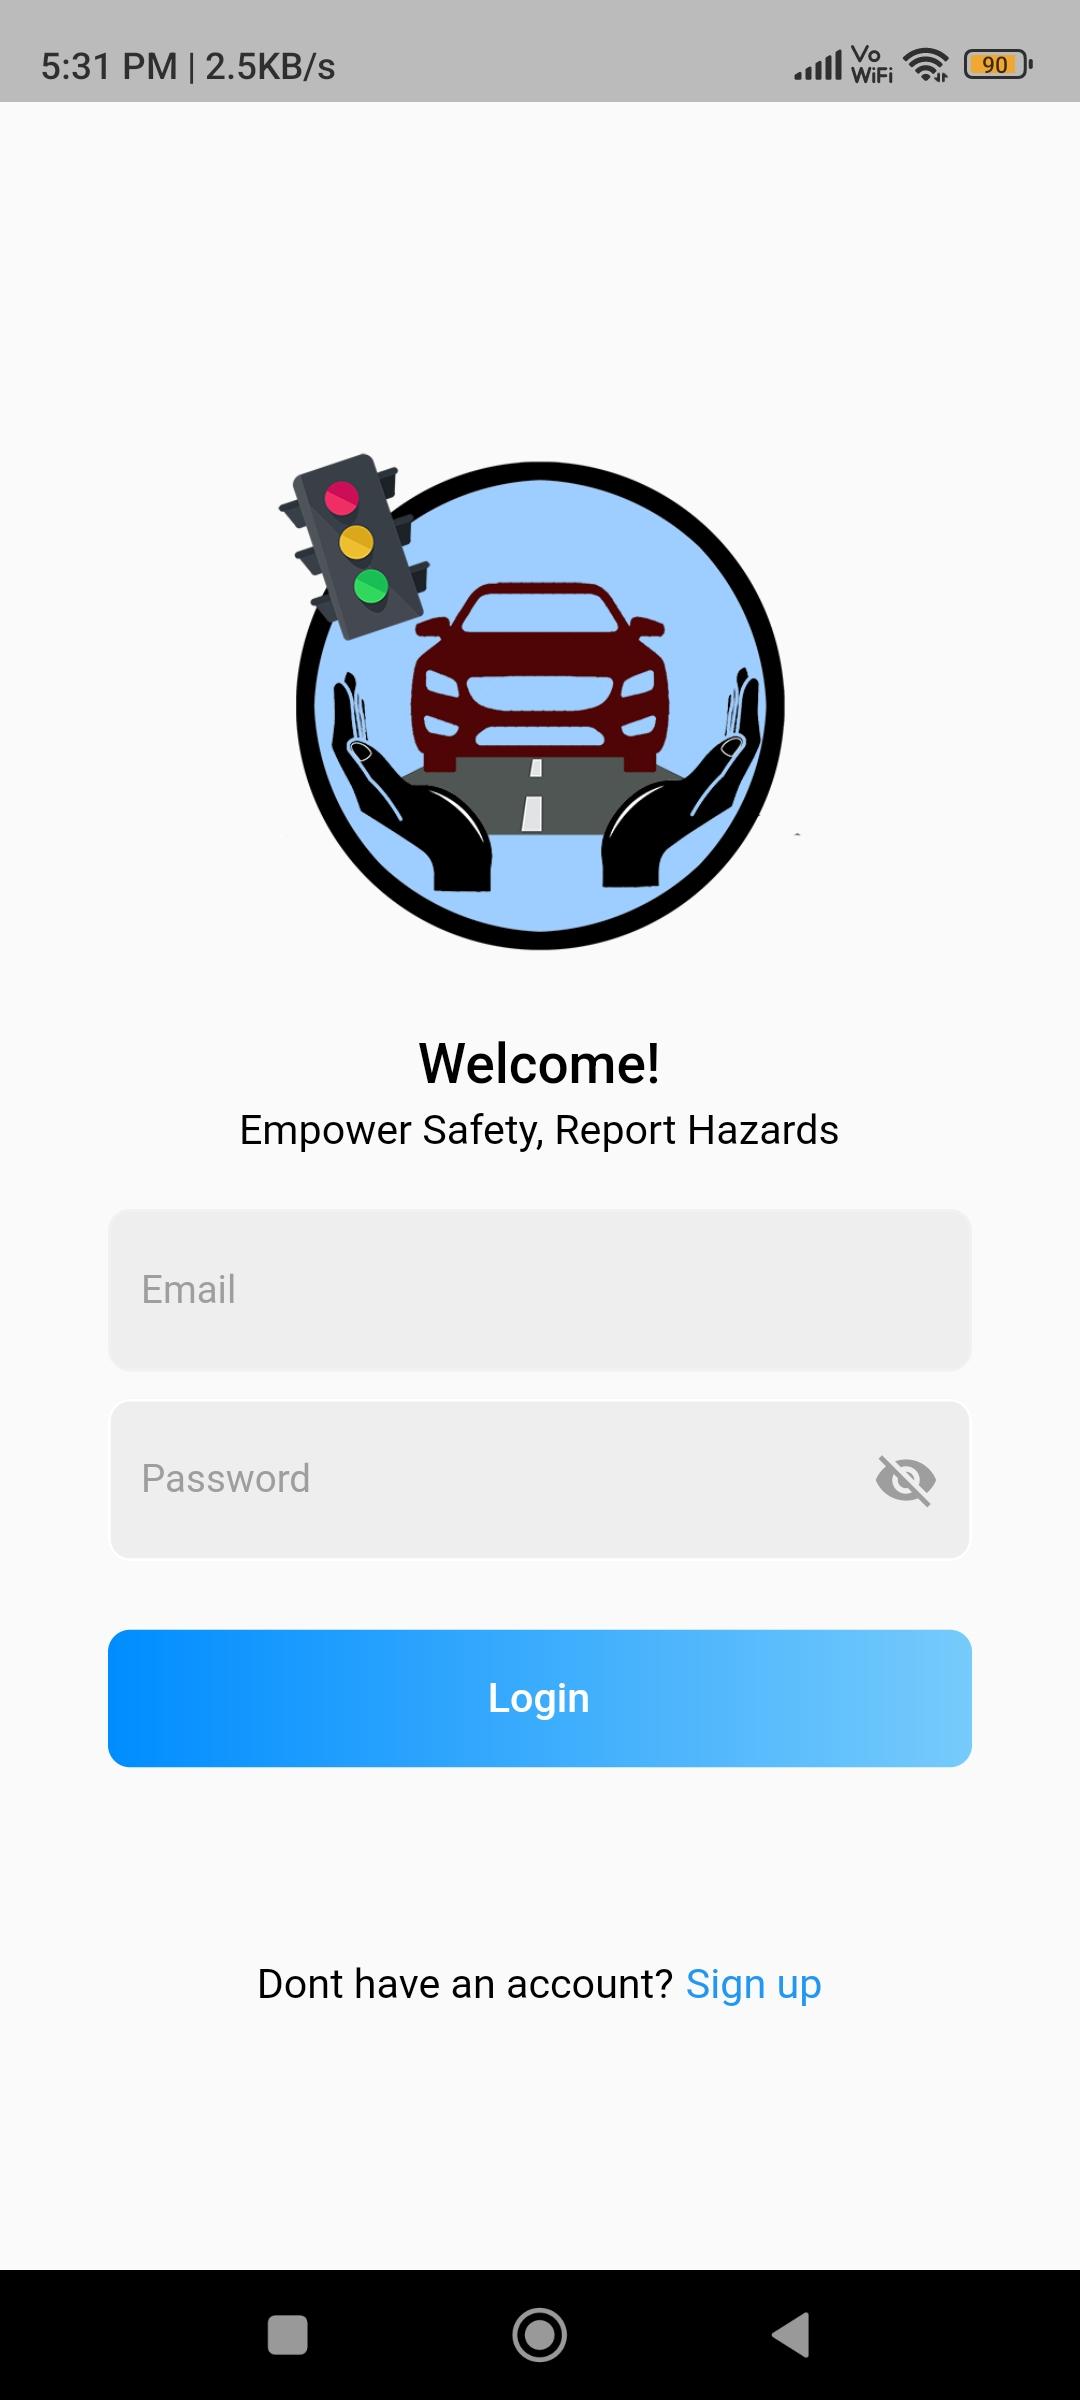 5:31 PM | 2.5KB/s
Vo
WiFi
90
Welcome!
Empower Safety, Report Hazards
Email
Password
Login
Dont have an account? Sign up